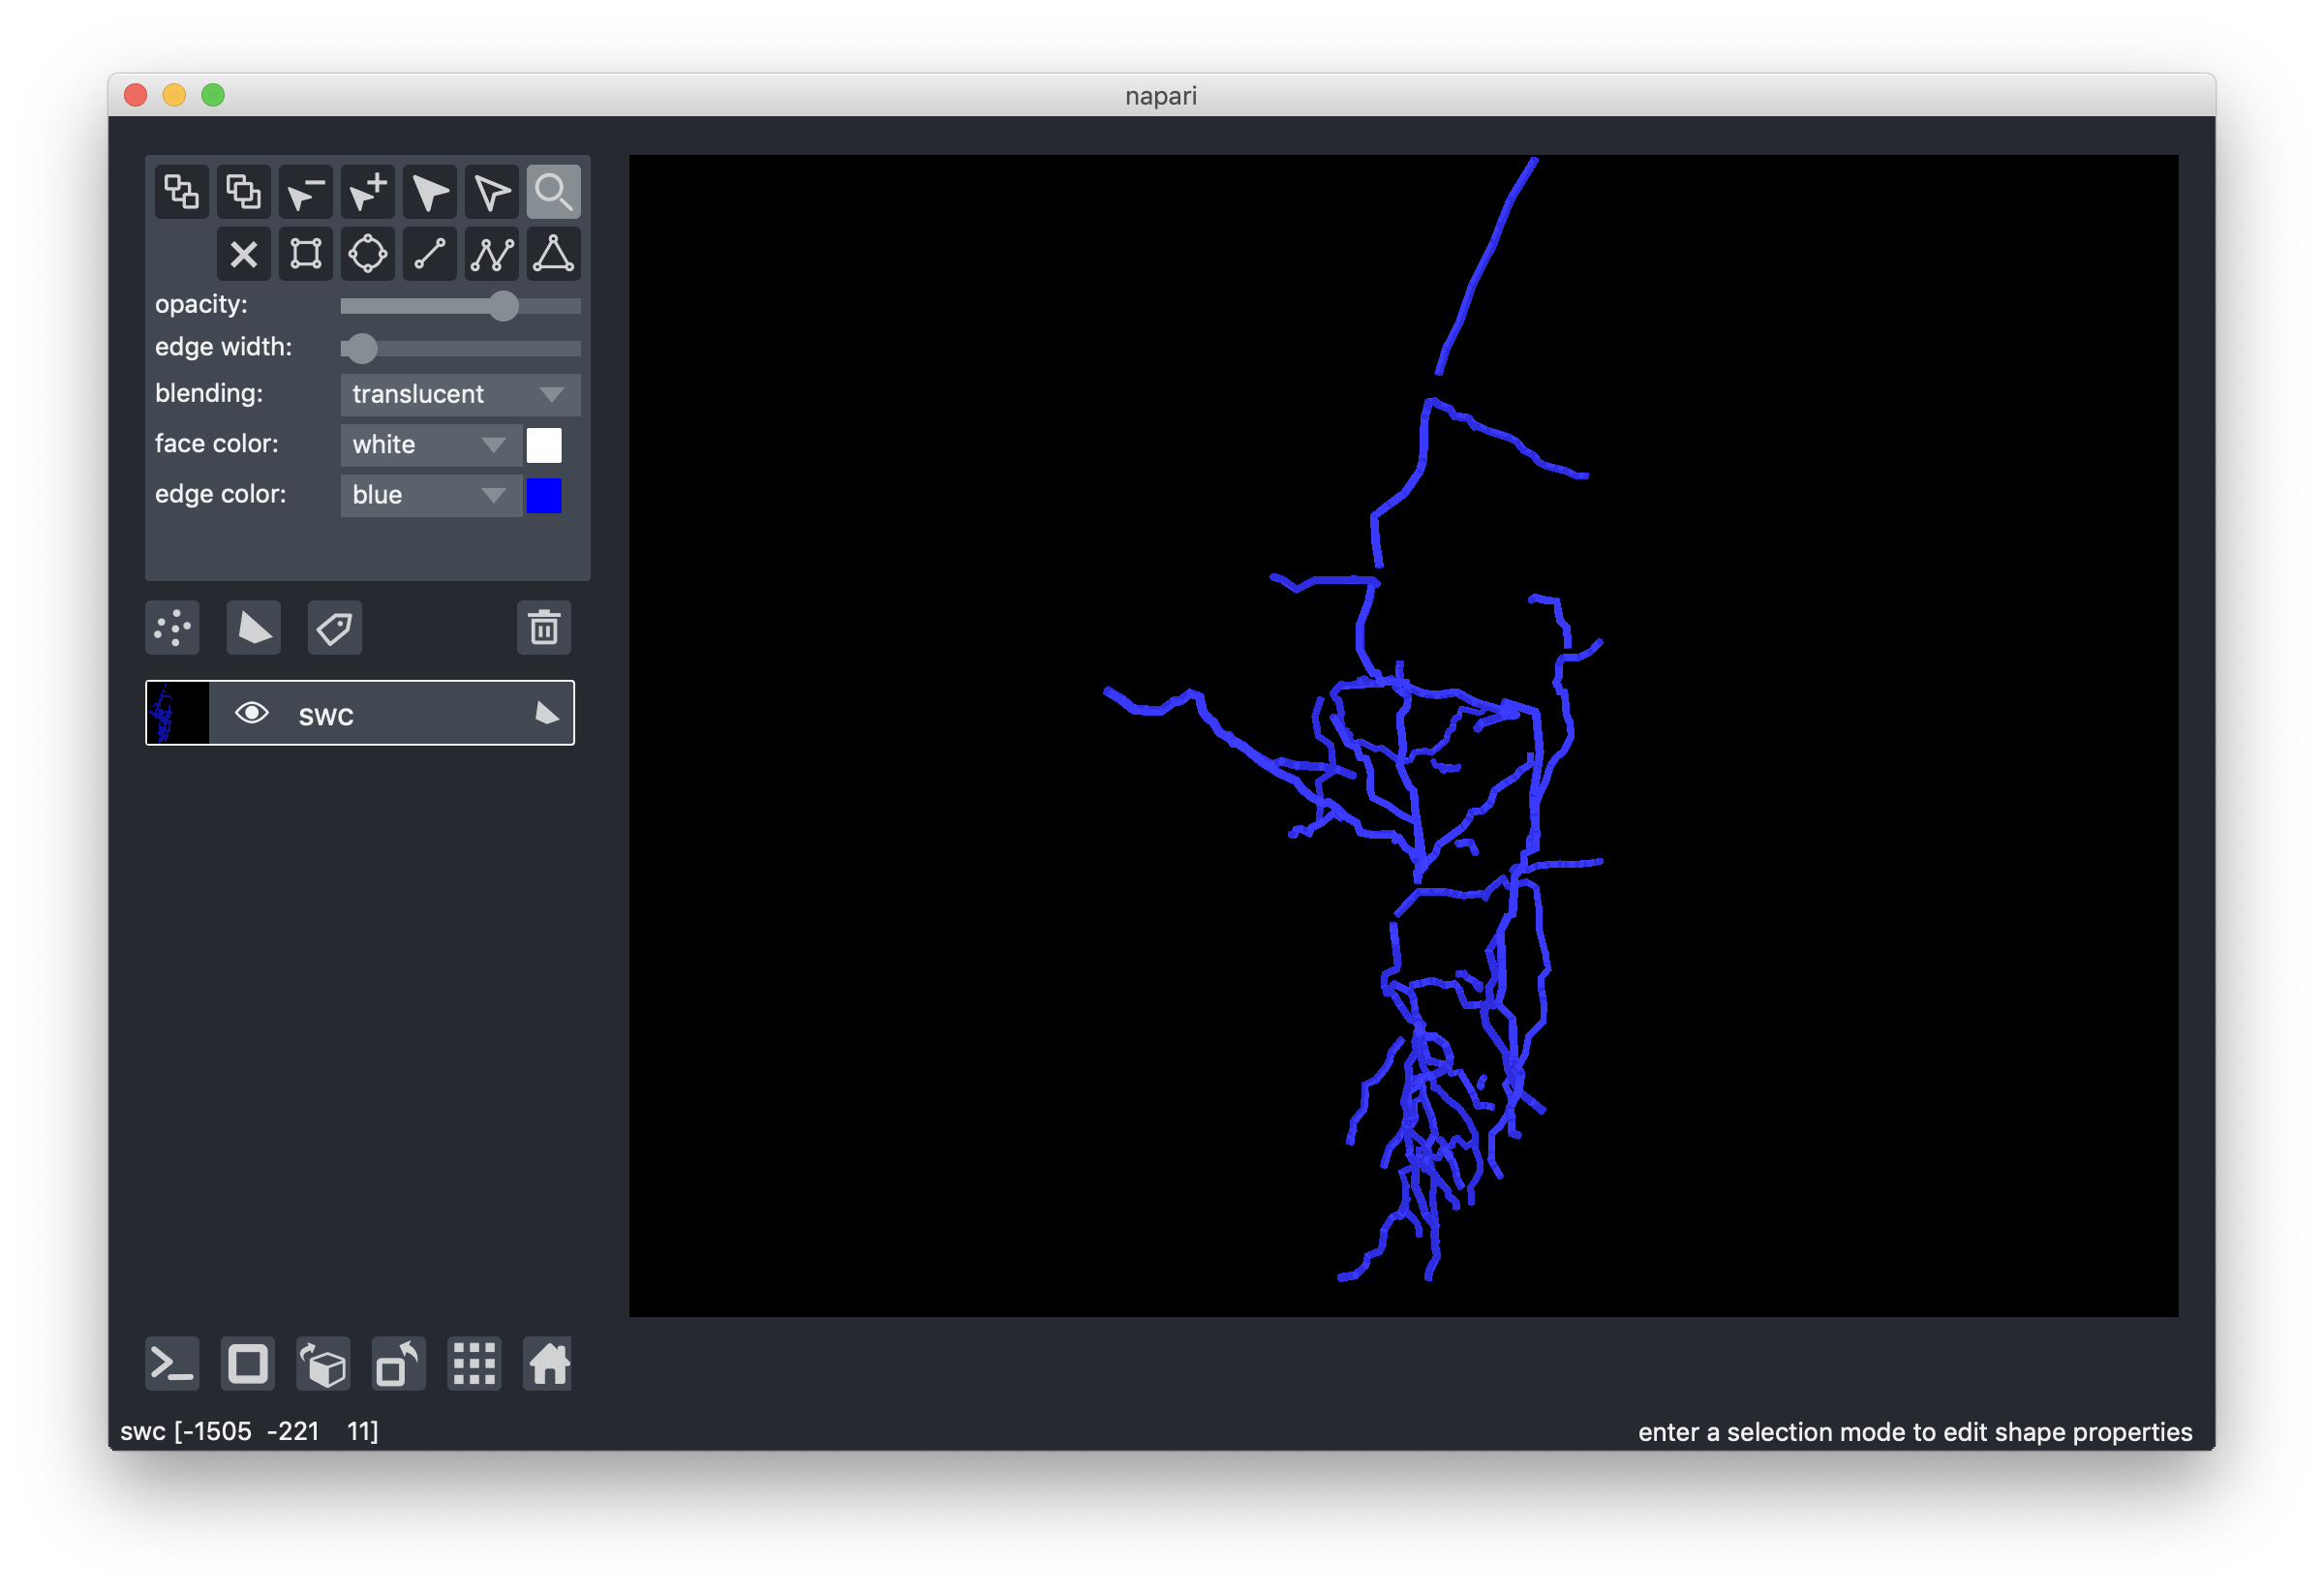 napari
opacity:
edge width:
blending: translucent
face color: white
edge color: blue
swc
swc [-1505 -221 11]
enter a selection mode to edit shape properties